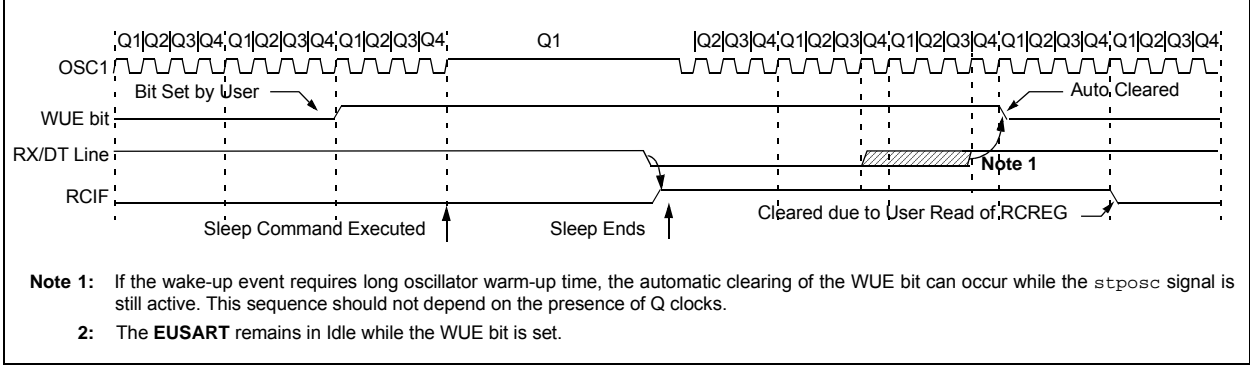 Q1 Q2 Q3 Q4 Q1 Q2 Q3 Q4 Q1 Q2 Q3 Q4 Q1 Q2 Q3 Q4 Q1 Q2 Q3 Q4 Q1 Q2 Q3 Q4 Q1 Q2 Q3 Q4 Q1 Q2 Q3 Q4
OSC1
Bit Set by User
Auto Cleared
WUE bit
RX/DT Line
Note 1
RCIF
Cleared due to User Read of RCREG
Sleep Command Executed
Sleep Ends
Note 1: If the wake-up event requires long oscillator warm-up time, the automatic clearing of the WUE bit can occur while the stposc signal is
still active. This sequence should not depend on the presence of Q clocks.
2: The EUSART remains in Idle while the WUE bit is set.